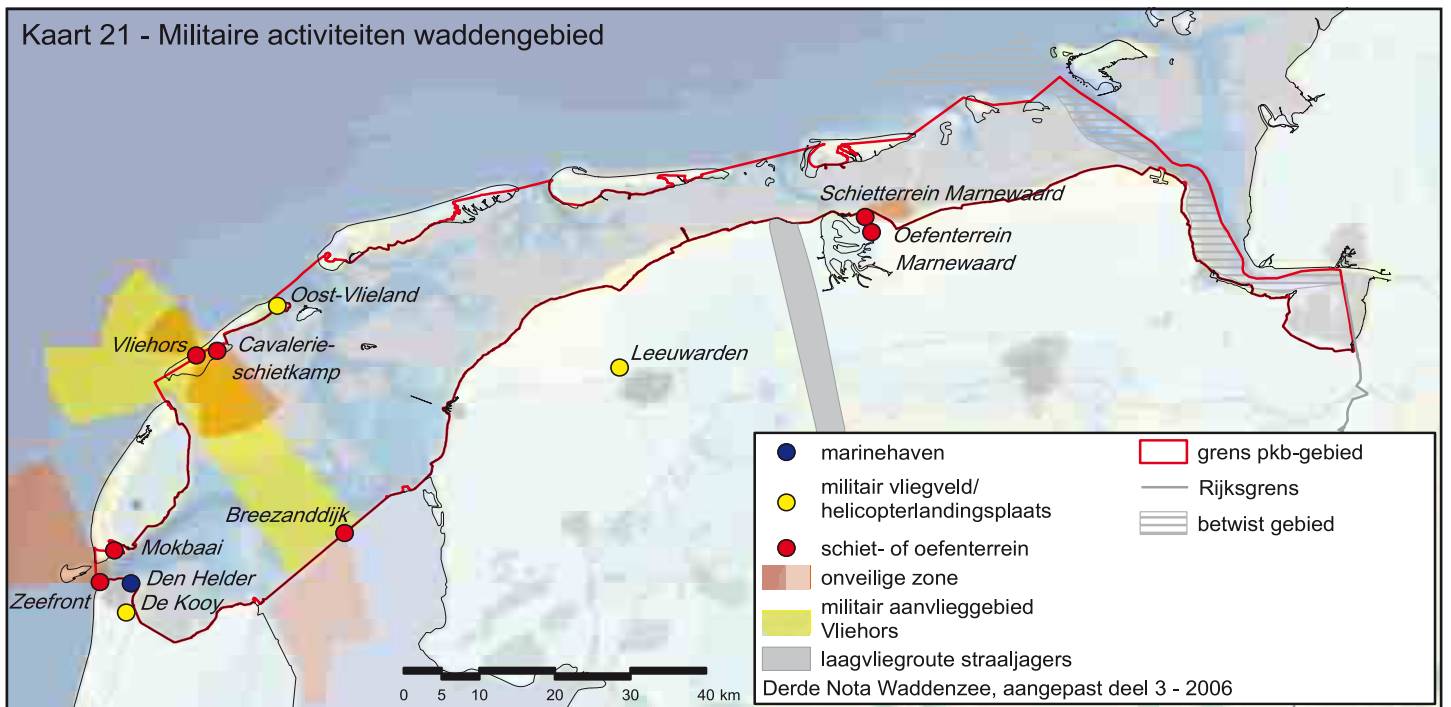 Kaart 21 - Militaire activiteiten waddengebied
Schietterrein Marnewaard
Oefenterrein
Marnewaard
Oost-Vlieland
Vliehors
Cavalerie-
schietkamp
Leeuwarden
Breezanddijk
Mokbaai
Den Helder
Zeefront
De Kooy
0 5 10 20 30 40 km
marinehaven
militair vliegveld/
helicopterlandingsplaats
schiet- of oefenterrein
onveilige zone
militair aanvlieggebied
Vliehors
laagvliegroute straaljagers
grens pkb-gebied
Rijksgrens
betwist gebied
Derde Nota Waddenzee, aangepast deel 3 - 2006